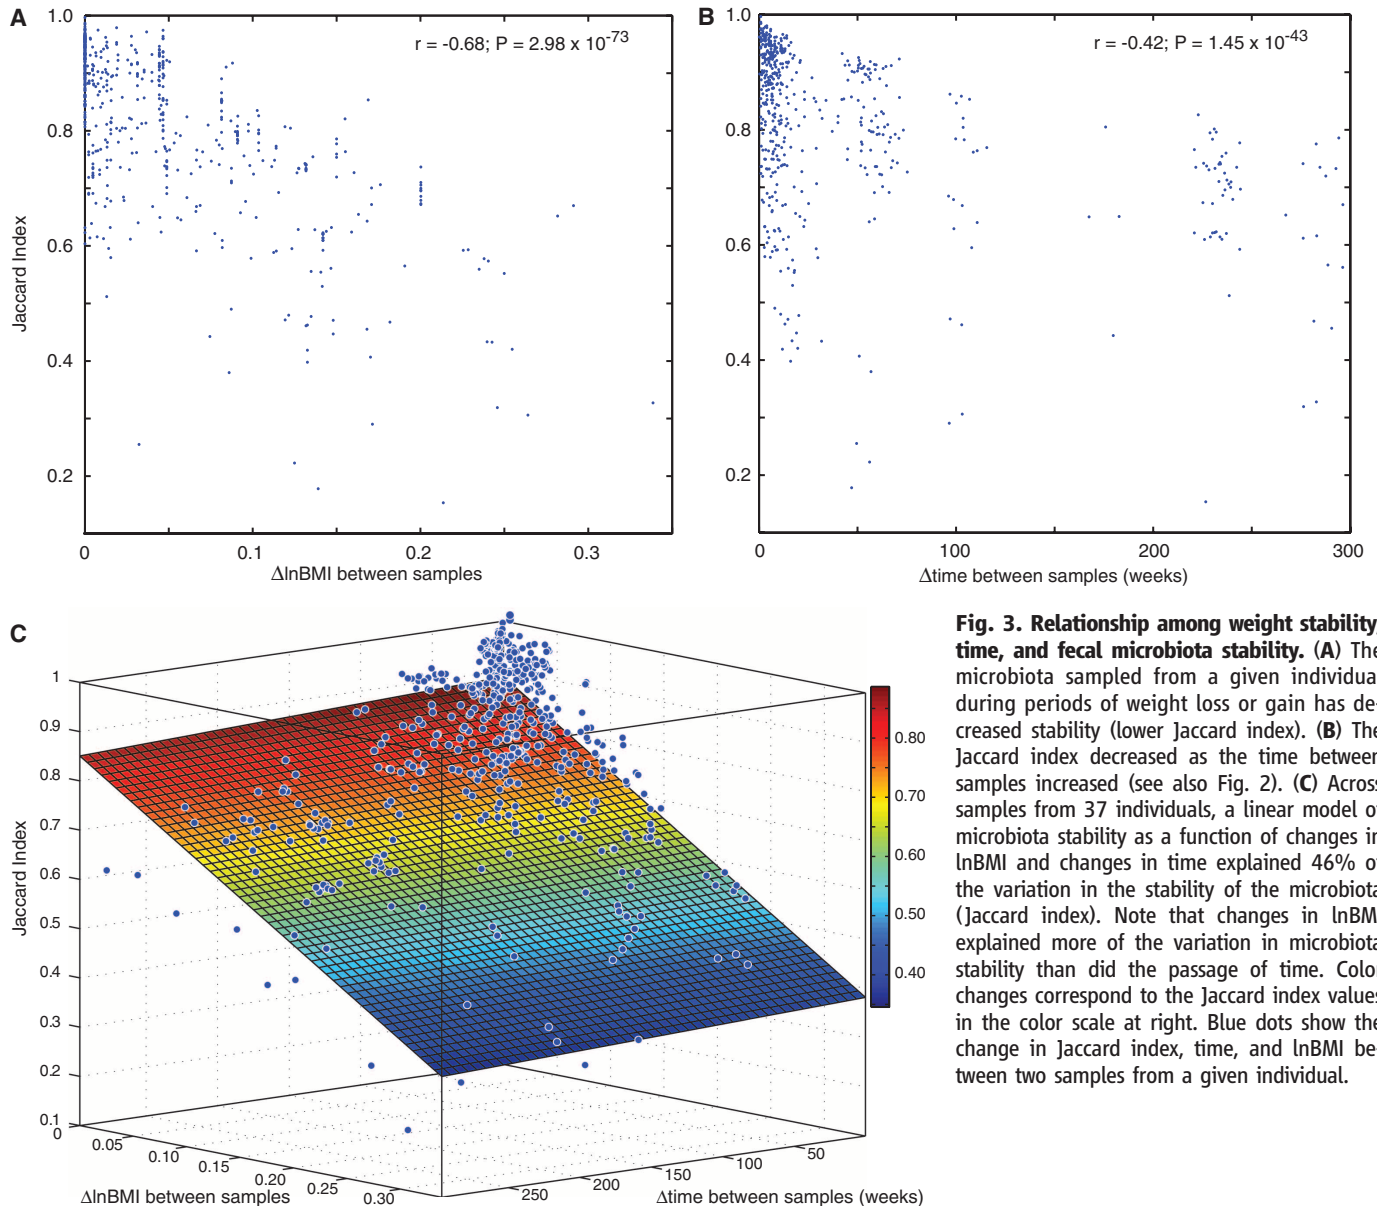 A
r = -0.68; P = 2.98 x 10-73
1.0
0.8
0.6
0.4
0.2
Jaccard Index
0
0.1
0.2
0.3
ΔlnBMI between samples
B
r = -0.42; P = 1.45 x 10-43
1.0
0.8
0.6
0.4
0.2
0
100
200
300
Δtime between samples (weeks)
C
1
0.9
0.8
0.7
0.6
0.5
0.4
0.3
0.2
0.1
Jaccard Index
0
0.05
0.10
0.15
0.20
0.25
0.30
ΔlnBMI between samples
250
200
150
100
50
Δtime between samples (weeks)
0.80
0.70
0.60
0.50
0.40
Fig. 3. Relationship among weight stability,
time, and fecal microbiota stability. (A) The
microbiota sampled from a given individual
during periods of weight loss or gain has de-
creased stability (lower Jaccard index). (B) The
Jaccard index decreased as the time between
samples increased (see also Fig. 2). (C) Across
samples from 37 individuals, a linear model of
microbiota stability as a function of changes in
lnBMI and changes in time explained 46% of
the variation in the stability of the microbiota
(Jaccard index). Note that changes in lnBMI
explained more of the variation in microbiota
stability than did the passage of time. Color
changes correspond to the Jaccard index values
in the color scale at right. Blue dots show the
change in Jaccard index, time, and lnBMI be-
tween two samples from a given individual.